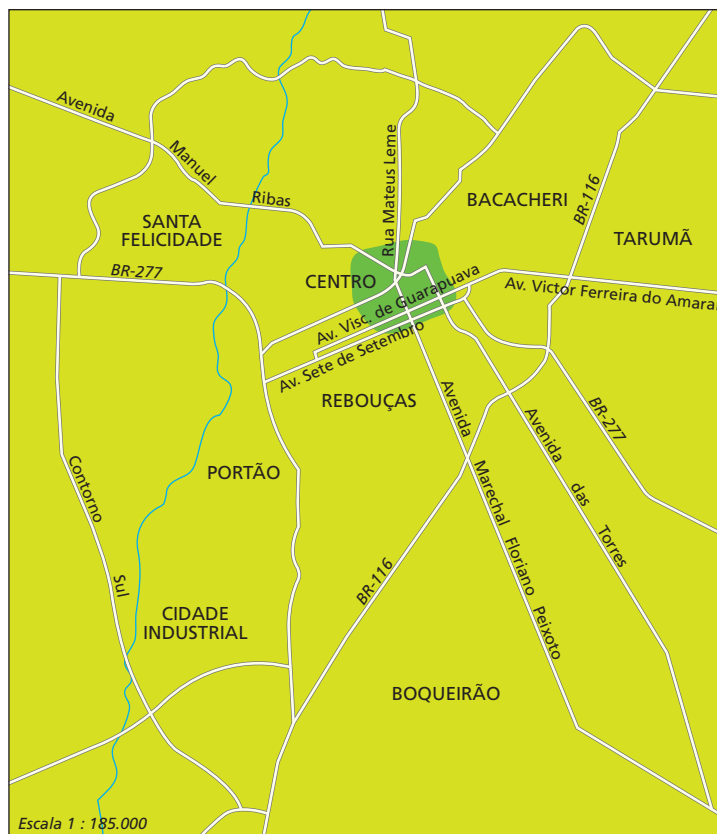 Avenida
Manuel
Ribas
Rua Mateus Leme
BACACHERI
BR-116
SANTA
FELICIDADE
TARUMÃ
BR-277
CENTRO
Av. Visc. de Guarapuava
Av. Victor Ferreira do Amaral
Av. Sete de Setembro
REBOUÇAS
Avenida
Marechal Floriano Peixoto
Avenida das Torres
BR-277
PORTÃO
Contorno
Sul
BR-116
CIDADE
INDUSTRIAL
BOQUEIRÃO
Escala 1 : 185.000